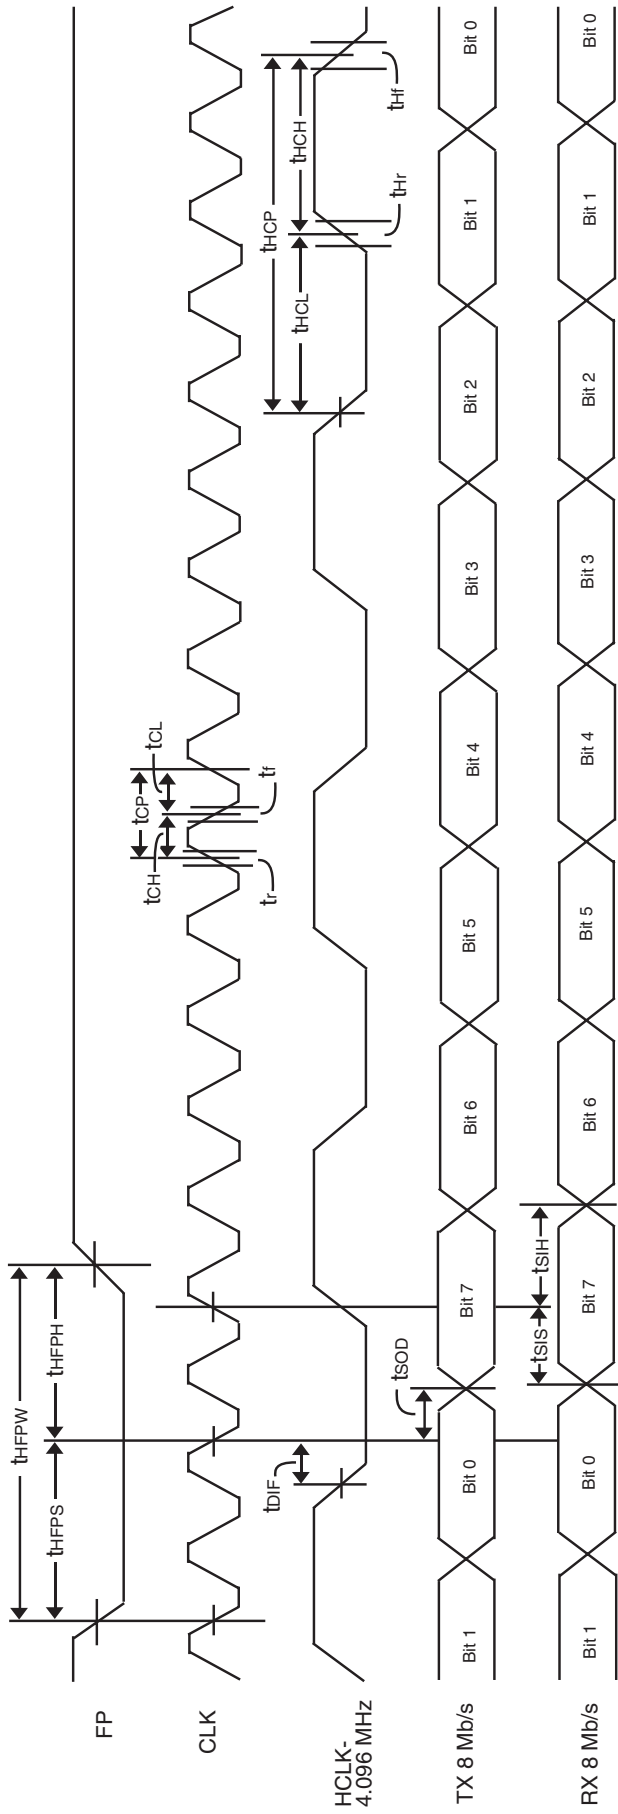 FP
tHFPW
tHFPS
tHFPH
CLK
tCP
tCH
tCL
tr
tf
HCLK-
4.096 MHz
tDIF
tHCP
tHCL
tHCH
tHr
tHf
TX 8 Mb/s
tSOD
Bit 1
Bit 0
Bit 7
Bit 6
Bit 5
Bit 4
Bit 3
Bit 2
Bit 1
Bit 0
RX 8 Mb/s
tSIS
tSIH
Bit 1
Bit 0
Bit 7
Bit 6
Bit 5
Bit 4
Bit 3
Bit 2
Bit 1
Bit 0